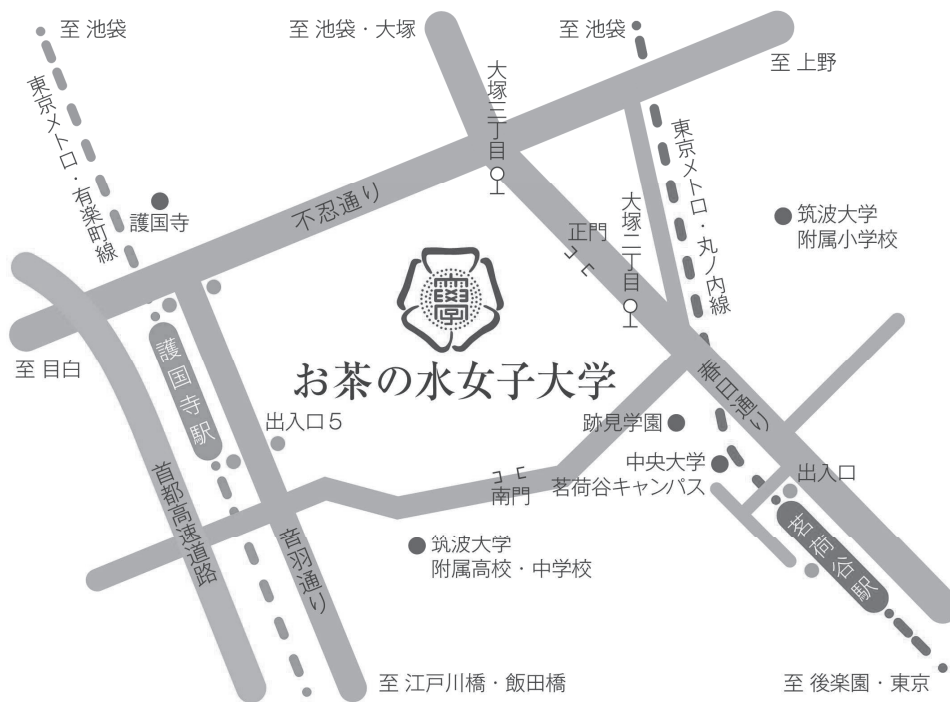 至 池袋
至 池袋・大塚
至 池袋
至 上野
東京メトロ・有楽町線
大塚三丁目
東京メトロ・丸ノ内線
護国寺
不忍通り
大塚二丁目
正門
筑波大学
附属小学校
學
至 目白
護国寺駅
お茶の水女子大学
春日通り
出入口5
跡見学園
中央大学
茗荷谷キャンパス
出入口
首都高速道路
南門
音羽通り
筑波大学
附属高校・中学校
茗荷谷駅
至 江戸川橋・飯田橋
至 後楽園・東京